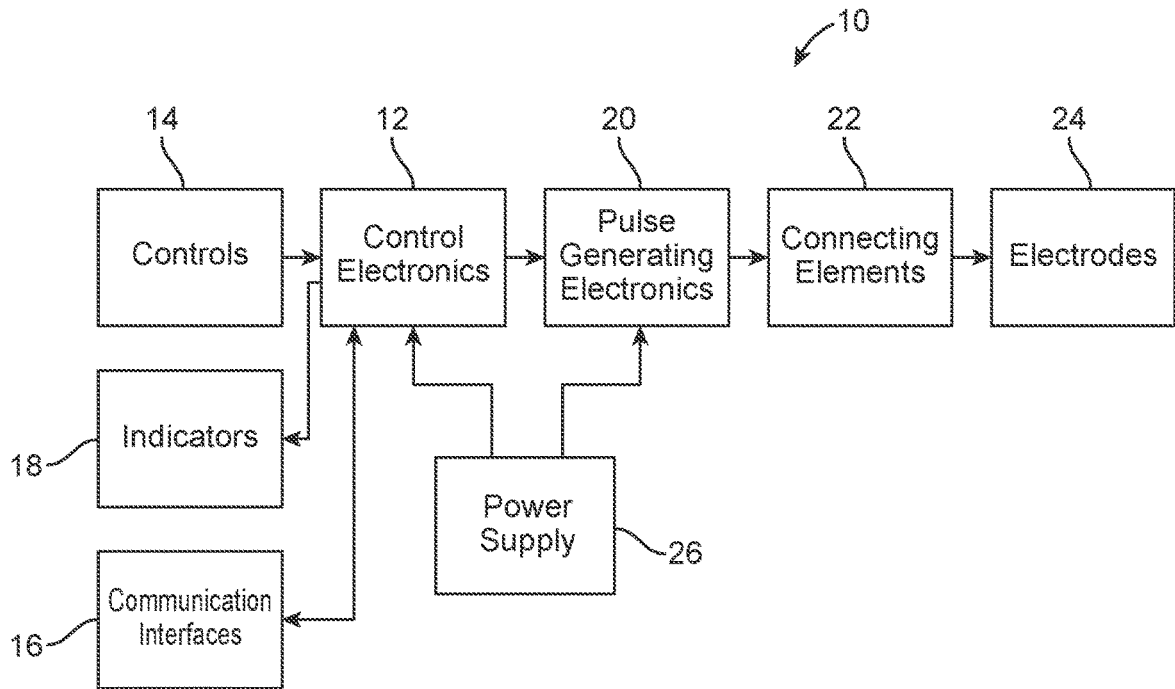 10
14
12
20
22
24
Controls
Control
Electronics
Pulse
Generating
Electronics
Connecting
Elements
Electrodes
Indicators
18
Power
Supply
26
Communication
Interfaces
16